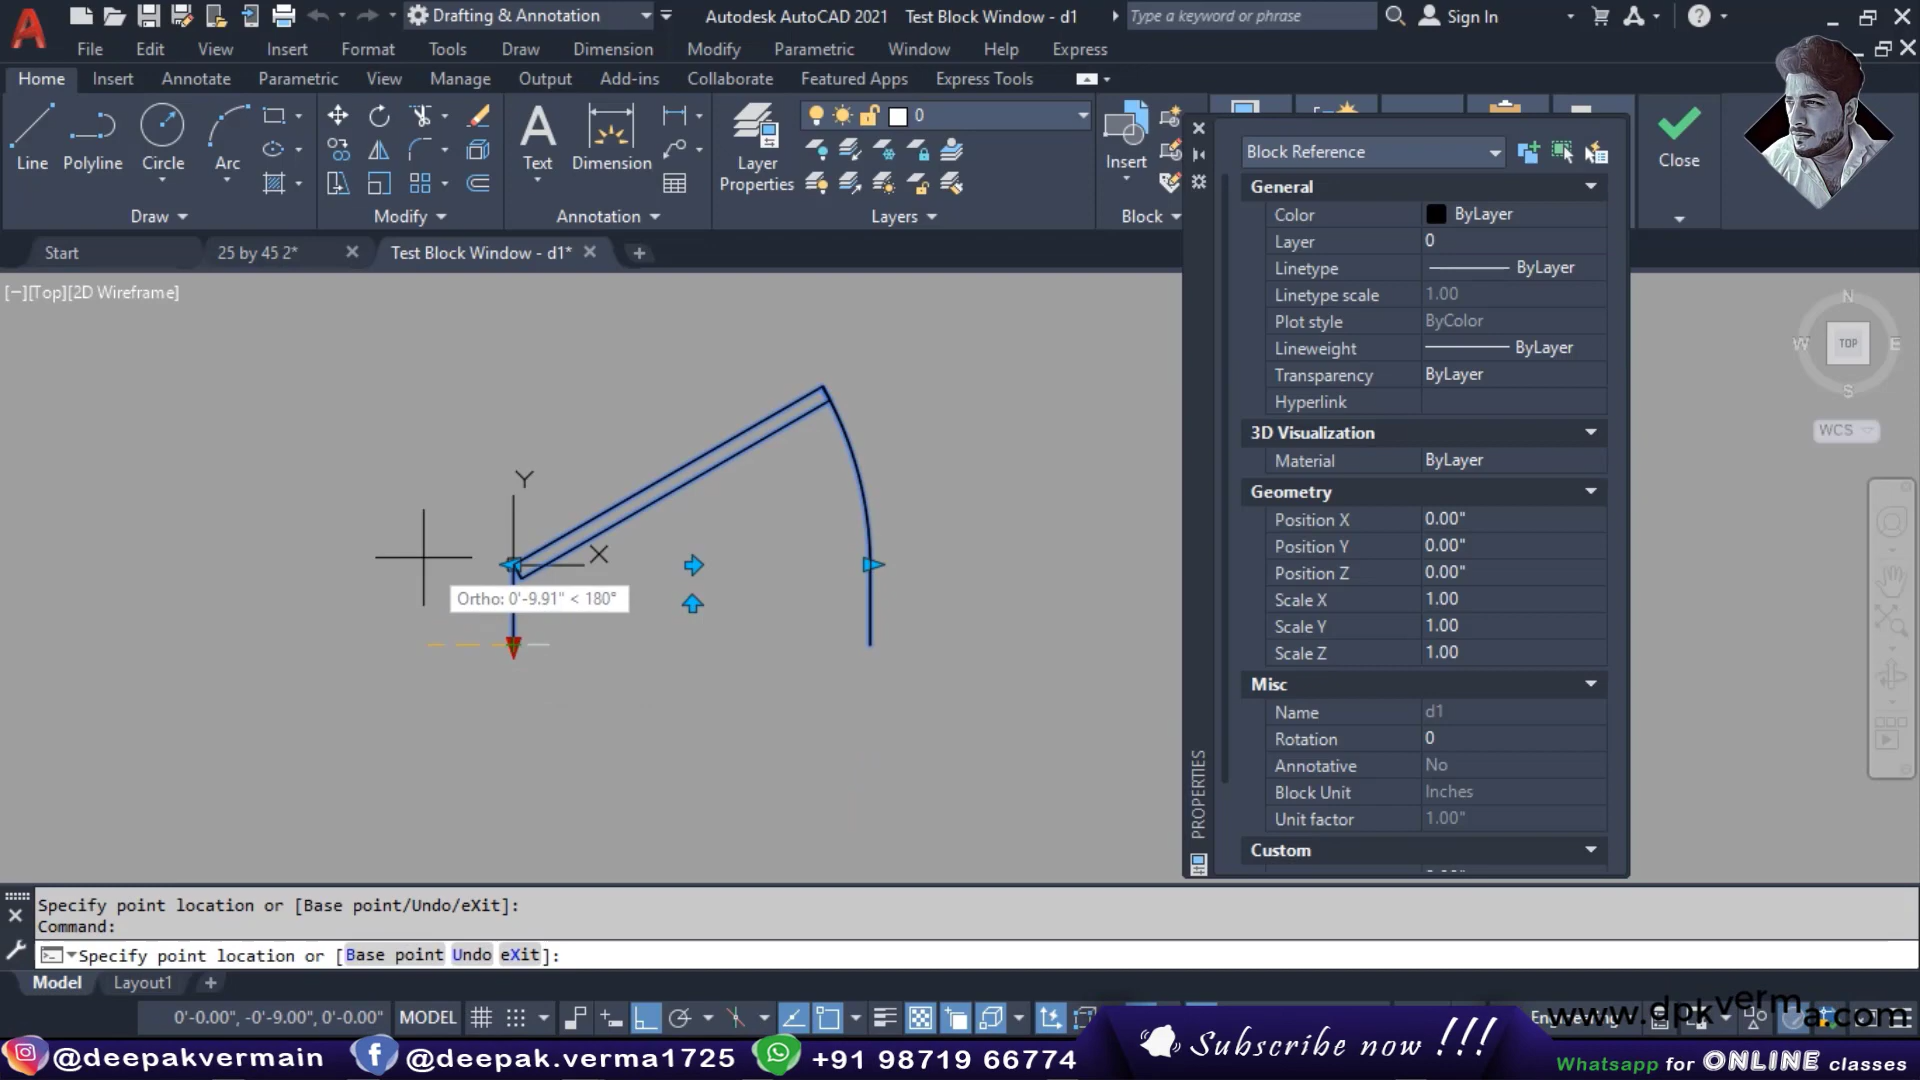 Drafting & Annotation
Autodesk AutoCAD 2021 Test Block Window - d1
Type a keyword or phrase
Sign In
File Edit View Insert Format Tools Draw Dimension Modify Parametric Window Help Express
Home Insert Annotate Parametric View Manage Output Add-ins Collaborate Featured Apps Express Tools
Line Polyline Circle Arc
Text Dimension
Layer Properties
0
Insert
Close
Draw Modify Annotation Layers Block
Start 25 by 45 2* Test Block Window - d1*
[−][Top][2D Wireframe]
Y
X
Ortho: 0'-9.91" < 180°
Block Reference
General
Color ByLayer
Layer 0
Linetype ByLayer
Linetype scale 1.00
Plot style ByColor
Lineweight ByLayer
Transparency ByLayer
Hyperlink
3D Visualization
Material ByLayer
Geometry
Position X 0.00"
Position Y 0.00"
Position Z 0.00"
Scale X 1.00
Scale Y 1.00
Scale Z 1.00
Misc
Name d1
Rotation 0
Annotative No
Block Unit Inches
Unit factor 1.00"
Custom
PROPERTIES
N
W TOP E
S
WCS
Specify point location or [Base point/Undo/eXit]:
Command:
Specify point location or [Base point Undo eXit]:
Model Layout1
0'-0.00", -0'-9.00", 0'-0.00" MODEL
www.dpkverma.com
@deepakvermain @deepak.verma1725 +91 98719 66774
Subscribe now !!!
Whatsapp for ONLINE classes